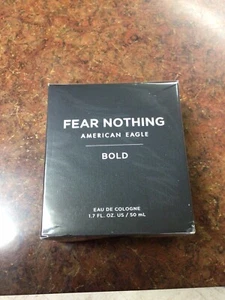 FEAR NOTHING
AMERICAN EAGLE
BOLD
EAU DE COLOGNE
1.7 FL. OZ. US / 50 mL